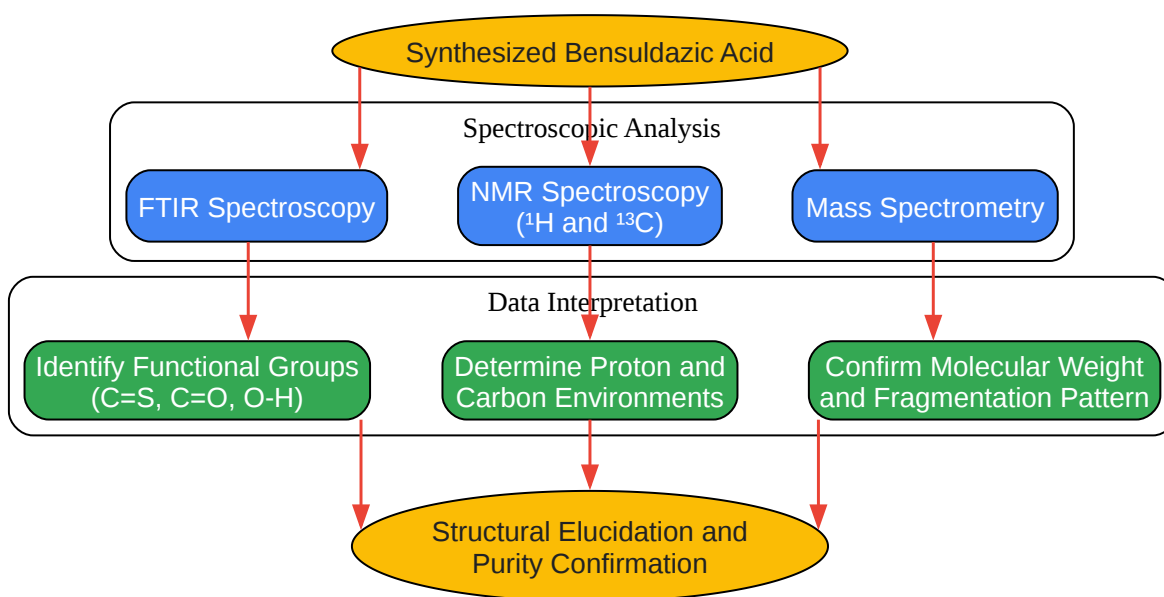 Synthesized Bensuldazic Acid
Spectroscopic Analysis
FTIR Spectroscopy
NMR Spectroscopy
(¹H and ¹³C)
Mass Spectrometry
Data Interpretation
Identify Functional Groups
(C=S, C=O, O-H)
Determine Proton and
Carbon Environments
Confirm Molecular Weight
and Fragmentation Pattern
Structural Elucidation and
Purity Confirmation